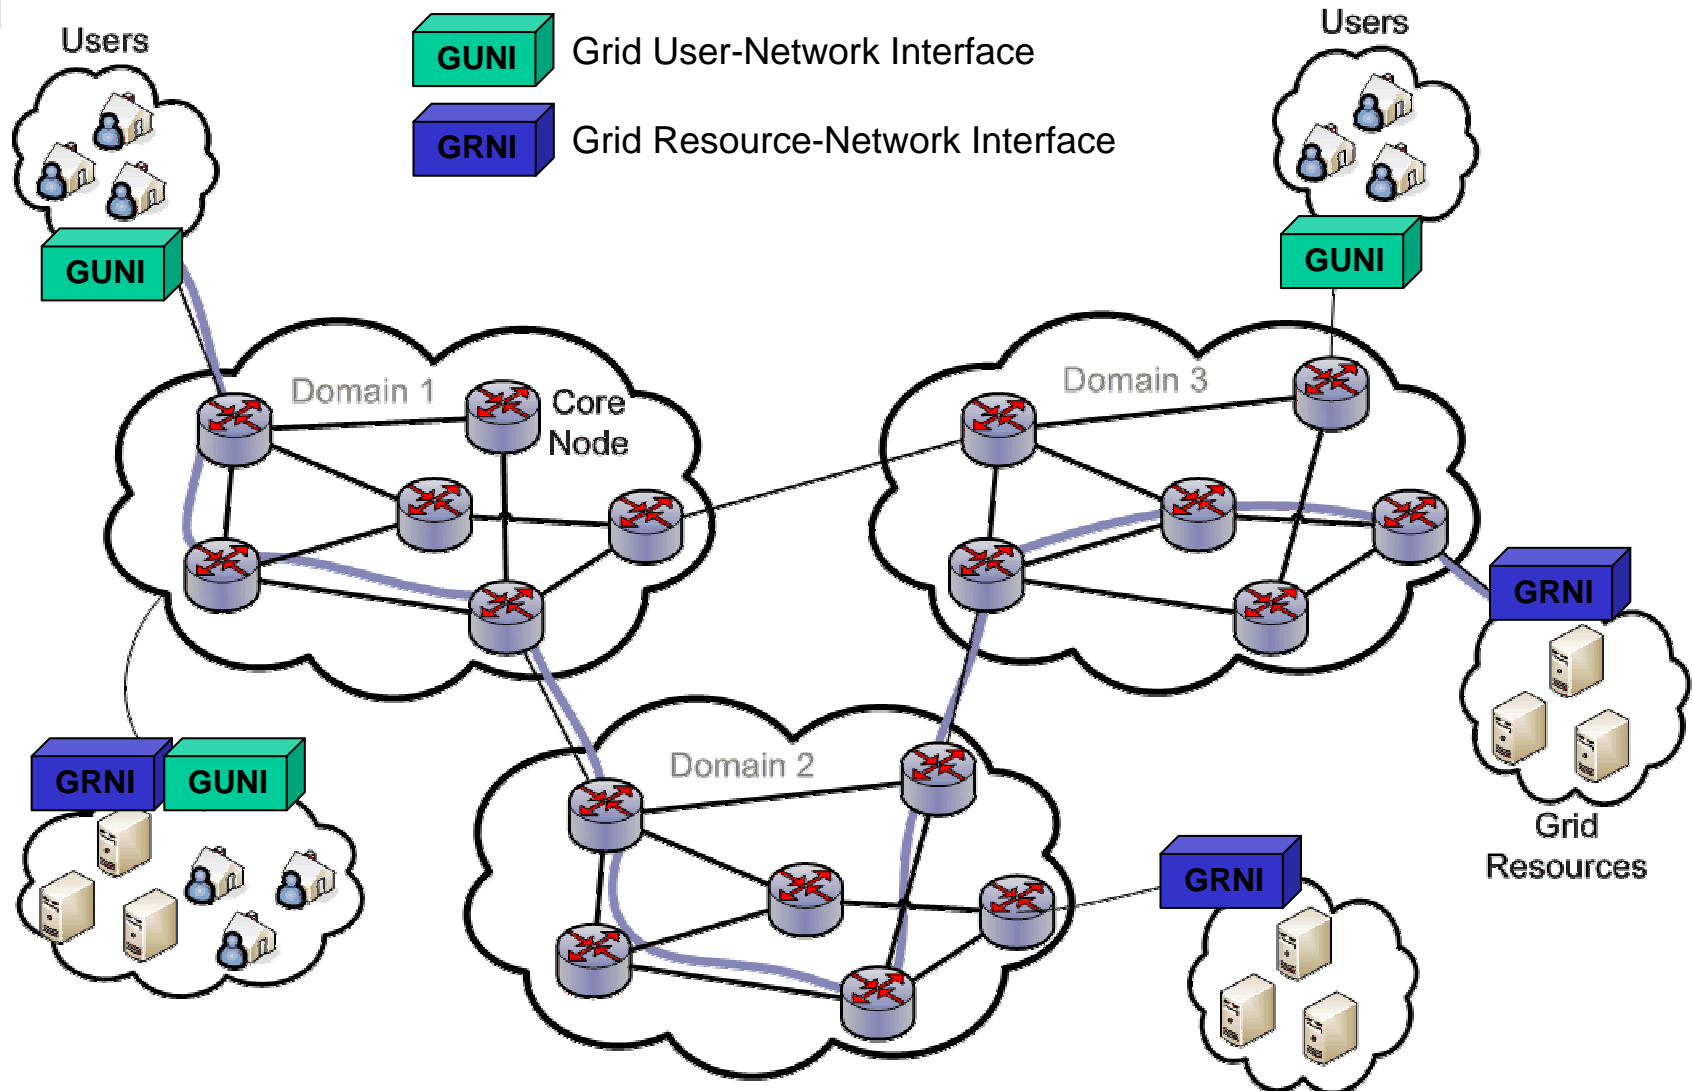 Users
GUNI Grid User-Network Interface
GRNI Grid Resource-Network Interface
Users
GUNI
GUNI
Domain 1
Core
Node
Domain 3
GRNI
GRNI
GUNI
Domain 2
Grid
Resources
GRNI